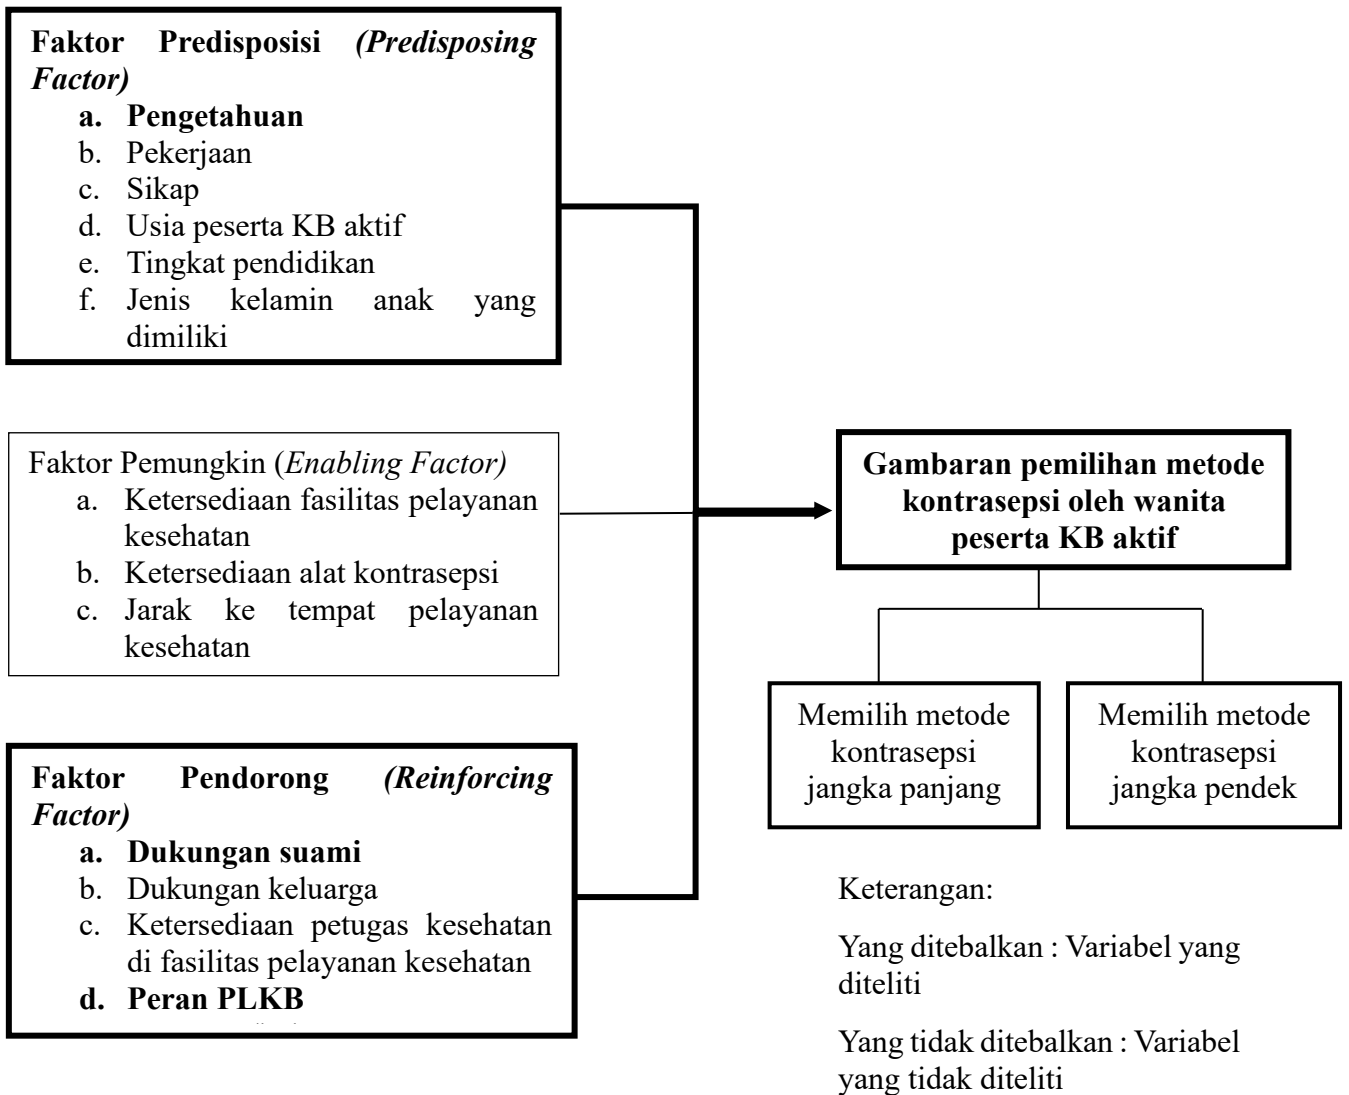 Faktor Predisposisi (Predisposing
Factor)
a. Pengetahuan
b. Pekerjaan
c. Sikap
d. Usia peserta KB aktif
e. Tingkat pendidikan
f. Jenis kelamin anak yang
dimiliki
Faktor Pemungkin (Enabling Factor)
a. Ketersediaan fasilitas pelayanan
kesehatan
b. Ketersediaan alat kontrasepsi
c. Jarak ke tempat pelayanan
kesehatan
Faktor Pendorong (Reinforcing
Factor)
a. Dukungan suami
b. Dukungan keluarga
c. Ketersediaan petugas kesehatan
di fasilitas pelayanan kesehatan
d. Peran PLKB
Gambaran pemilihan metode
kontrasepsi oleh wanita
peserta KB aktif
Memilih metode
kontrasepsi
jangka panjang
Memilih metode
kontrasepsi
jangka pendek
Keterangan:
Yang ditebalkan : Variabel yang
diteliti
Yang tidak ditebalkan : Variabel
yang tidak diteliti